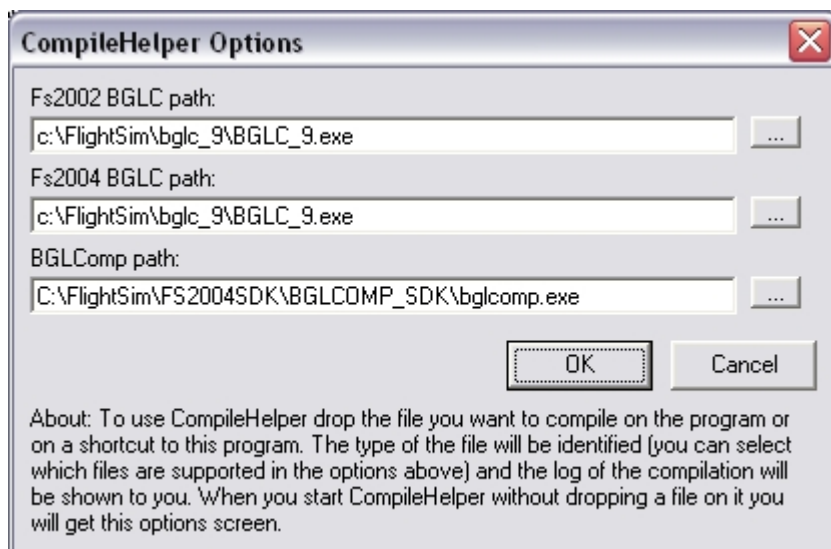 CompileHelper Options
Fs2002 BGLC path:
c:\FlightSim\bglc_9\BGLC_9.exe
...
Fs2004 BGLC path:
c:\FlightSim\bglc_9\BGLC_9.exe
...
BGLComp path:
C:\FlightSim\FS2004SDK\BGLCOMP_SDK\bglcomp.exe
...
OK Cancel
About: To use CompileHelper drop the file you want to compile on the program or
on a shortcut to this program. The type of the file will be identified (you can select
which files are supported in the options above) and the log of the compilation will
be shown to you. When you start CompileHelper without dropping a file on it you
will get this options screen.